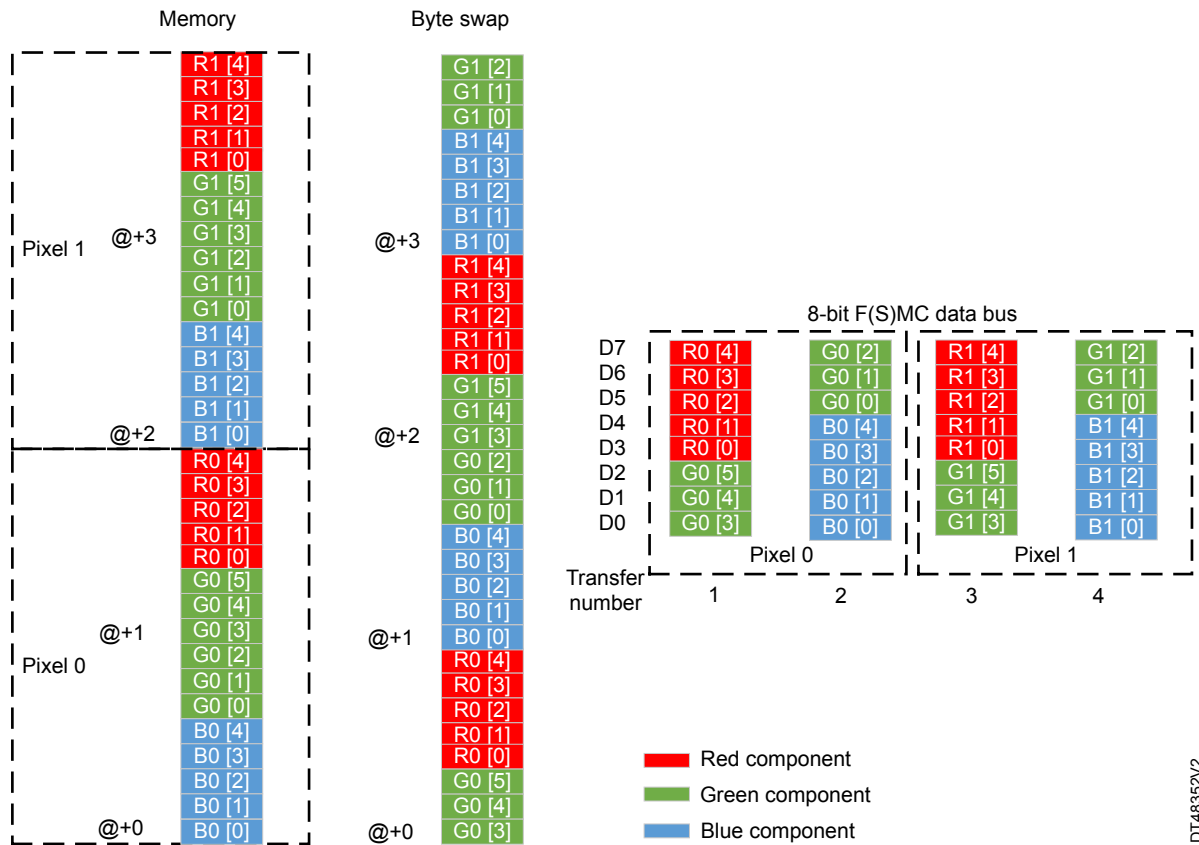 Memory
Byte swap
R1 [4]
R1 [3]
R1 [2]
R1 [1]
R1 [0]
G1 [5]
G1 [4]
G1 [3]
G1 [2]
G1 [1]
G1 [0]
B1 [4]
B1 [3]
B1 [2]
B1 [1]
B1 [0]
R0 [4]
R0 [3]
R0 [2]
R0 [1]
R0 [0]
G0 [5]
G0 [4]
G0 [3]
G0 [2]
G0 [1]
G0 [0]
B0 [4]
B0 [3]
B0 [2]
B0 [1]
B0 [0]
Pixel 1
Pixel 0
@+3
@+2
@+1
@+0
G1 [2]
G1 [1]
G1 [0]
B1 [4]
B1 [3]
B1 [2]
B1 [1]
B1 [0]
R1 [4]
R1 [3]
R1 [2]
R1 [1]
R1 [0]
G1 [5]
G1 [4]
G1 [3]
G0 [2]
G0 [1]
G0 [0]
B0 [4]
B0 [3]
B0 [2]
B0 [1]
B0 [0]
R0 [4]
R0 [3]
R0 [2]
R0 [1]
R0 [0]
G0 [5]
G0 [4]
G0 [3]
@+3
@+2
@+1
@+0
8-bit F(S)MC data bus
D7 R0 [4] G0 [2] R1 [4] G1 [2]
D6 R0 [3] G0 [1] R1 [3] G1 [1]
D5 R0 [2] G0 [0] R1 [2] G1 [0]
D4 R0 [1] B0 [4] R1 [1] B1 [4]
D3 R0 [0] B0 [3] R1 [0] B1 [3]
D2 G0 [5] B0 [2] G1 [5] B1 [2]
D1 G0 [4] B0 [1] G1 [4] B1 [1]
D0 G0 [3] B0 [0] G1 [3] B1 [0]
Pixel 0 Pixel 1
Transfer
number 1 2 3 4
Red component
Green component
Blue component
DT48352V2